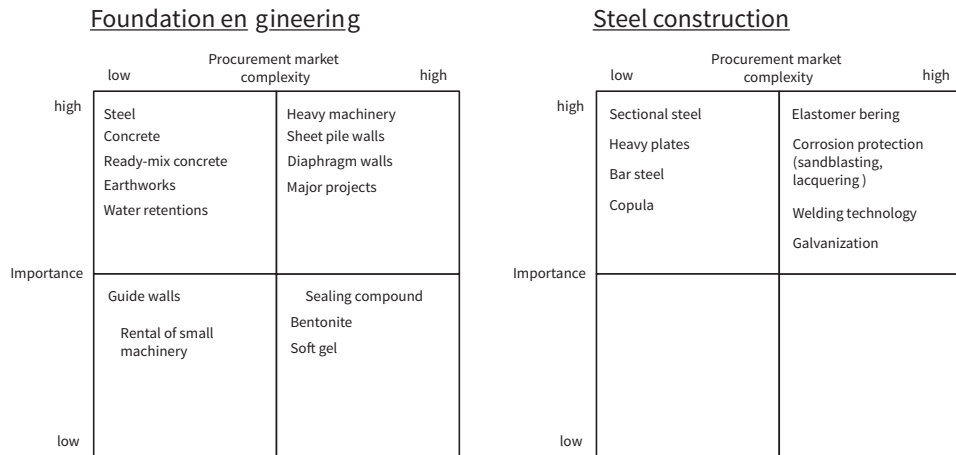 Foundation en gineering
Procurement market
complexity
low
high
high
Steel
Concrete
Ready-mix concrete
Earthworks
Water retentions
Heavy machinery
Sheet pile walls
Diaphragm walls
Major projects
Importance
Guide walls
Rental of small
machinery
Sealing compound
Bentonite
Soft gel
low
Steel construction
Procurement market
complexity
low
high
high
Sectional steel
Heavy plates
Bar steel
Copula
Elastomer bering
Corrosion protection
(sandblasting,
lacquering )
Welding technology
Galvanization
Importance
low